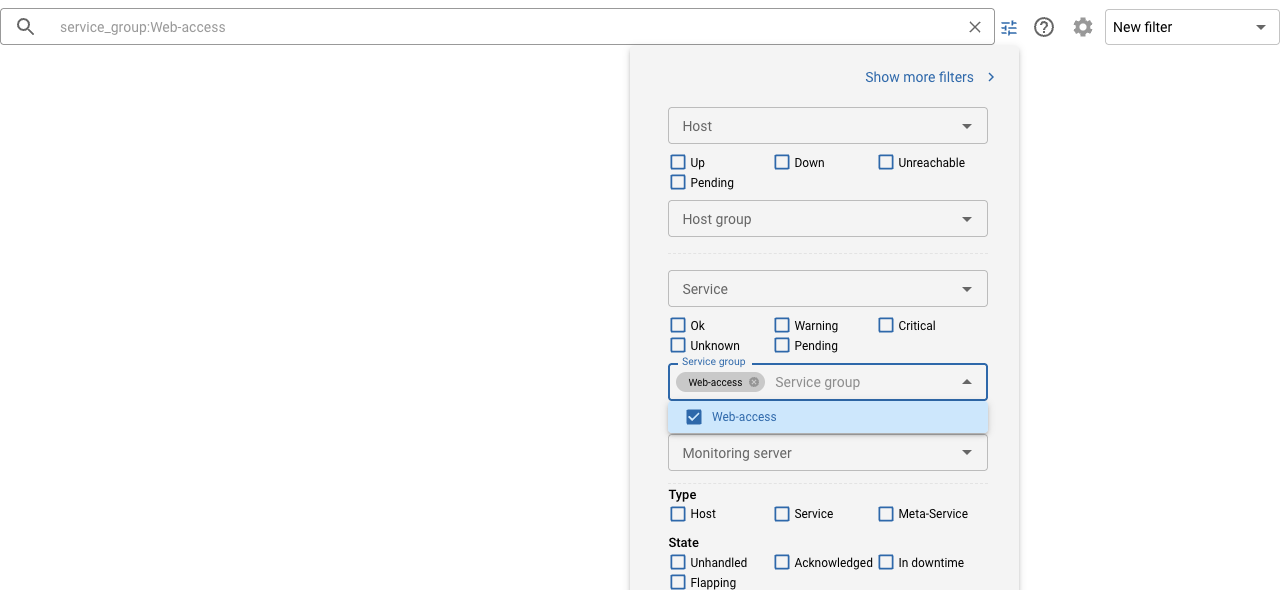 service_group:Web-access
New filter
Show more filters
Host
Up Down Unreachable
Pending
Host group
Service
Ok Warning Critical
Unknown Pending
Service group
Web-access Service group
Web-access
Monitoring server
Type
Host Service Meta-Service
State
Unhandled Acknowledged In downtime
Flapping